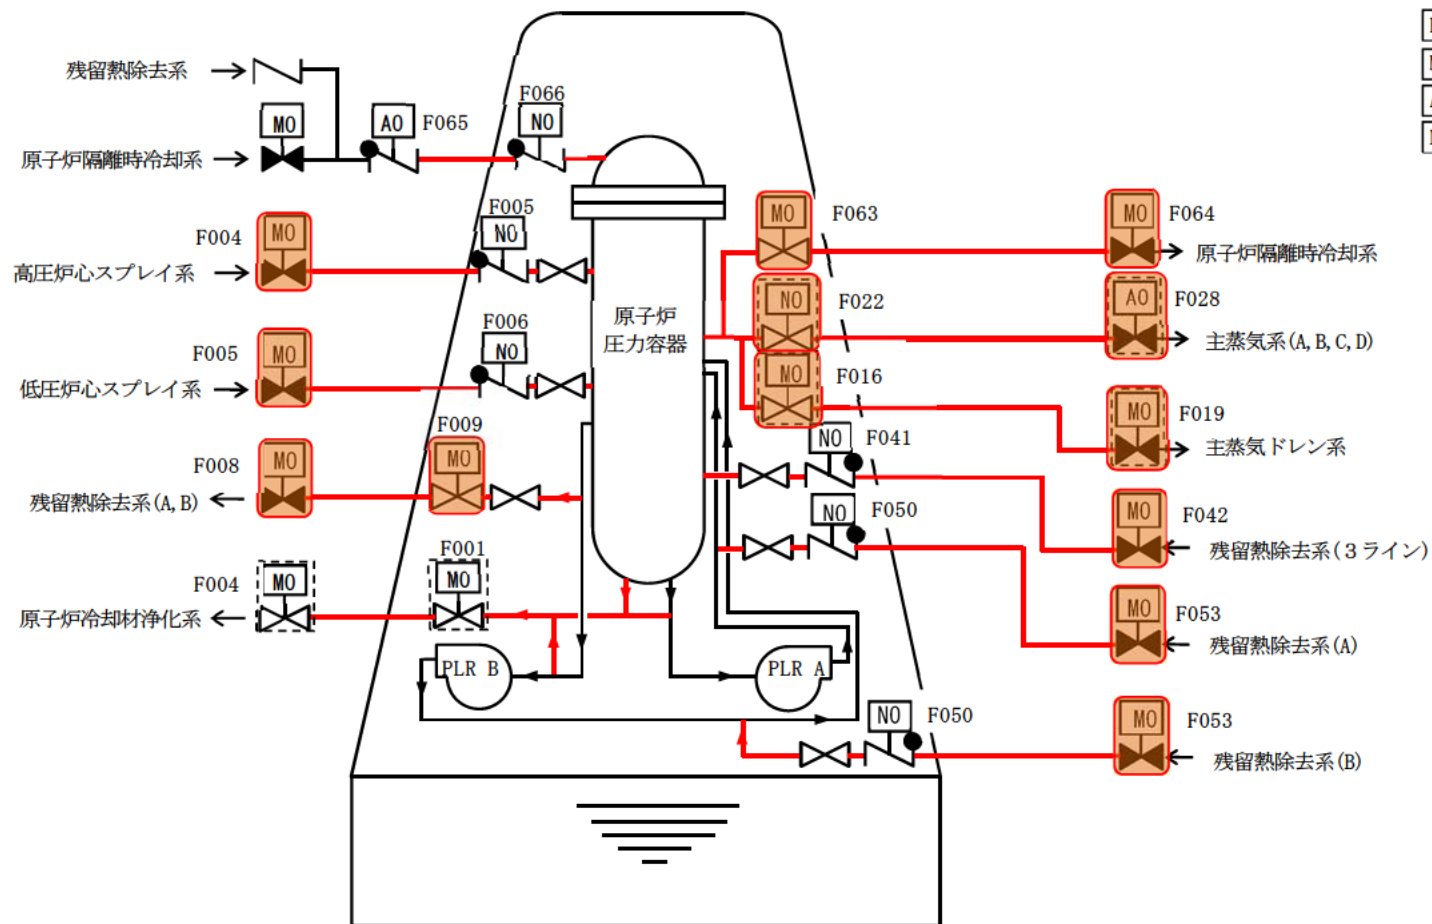 残留熱除去系
MO
AO
F065
F066
NO
原子炉隔離時冷却系
F004
MO
高圧炉心スプレイ系
F005
NO
F005
MO
低圧炉心スプレイ系
F006
NO
F008
MO
残留熱除去系(A,B)
F009
MO
F004
MO
原子炉冷却材浄化系
F001
MO
原子炉
圧力容器
PLR B
PLR A
MO
F063
MO
F064
原子炉隔離時冷却系
NO
F022
AO
F028
主蒸気系(A,B,C,D)
MO
F016
MO
F019
主蒸気ドレン系
NO
F041
MO
F042
残留熱除去系(3ライン)
NO
F050
MO
F053
残留熱除去系(A)
NO
F050
MO
F053
残留熱除去系(B)